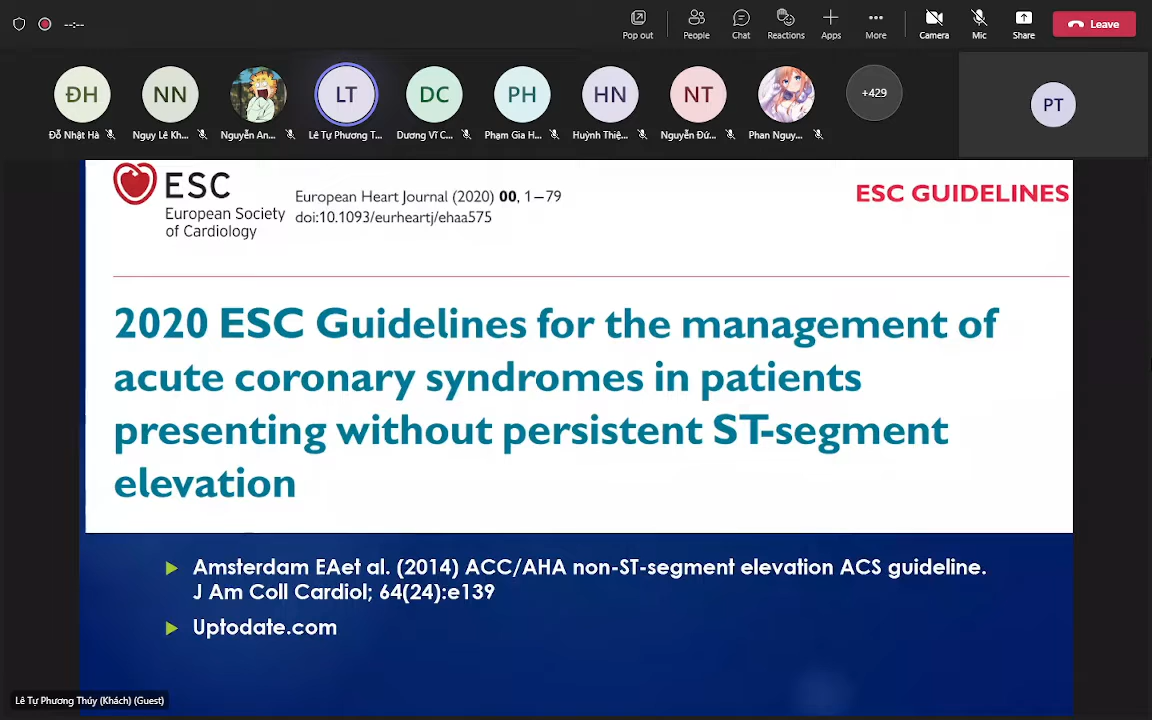 --:--
Pop out
People
Chat
Reactions
Apps
More
Camera
Mic
Share
Leave
ĐH
NN
LT
DC
PH
HN
NT
+429
PT
Đỗ Nhật Hà
Ngụy Lê Kh...
Nguyễn An...
Lê Tự Phương T...
Dương Vĩ C...
Phạm Gia H...
Huỳnh Thiệ...
Nguyễn Đứ...
Phan Nguy...
ESC
European Society
of Cardiology
European Heart Journal (2020) 00, 1–79
doi:10.1093/eurheartj/ehaa575
ESC GUIDELINES
2020 ESC Guidelines for the management of
acute coronary syndromes in patients
presenting without persistent ST-segment
elevation
Amsterdam EAet al. (2014) ACC/AHA non-ST-segment elevation ACS guideline.
J Am Coll Cardiol; 64(24):e139
Uptodate.com
Lê Tự Phương Thúy (Khách) (Guest)